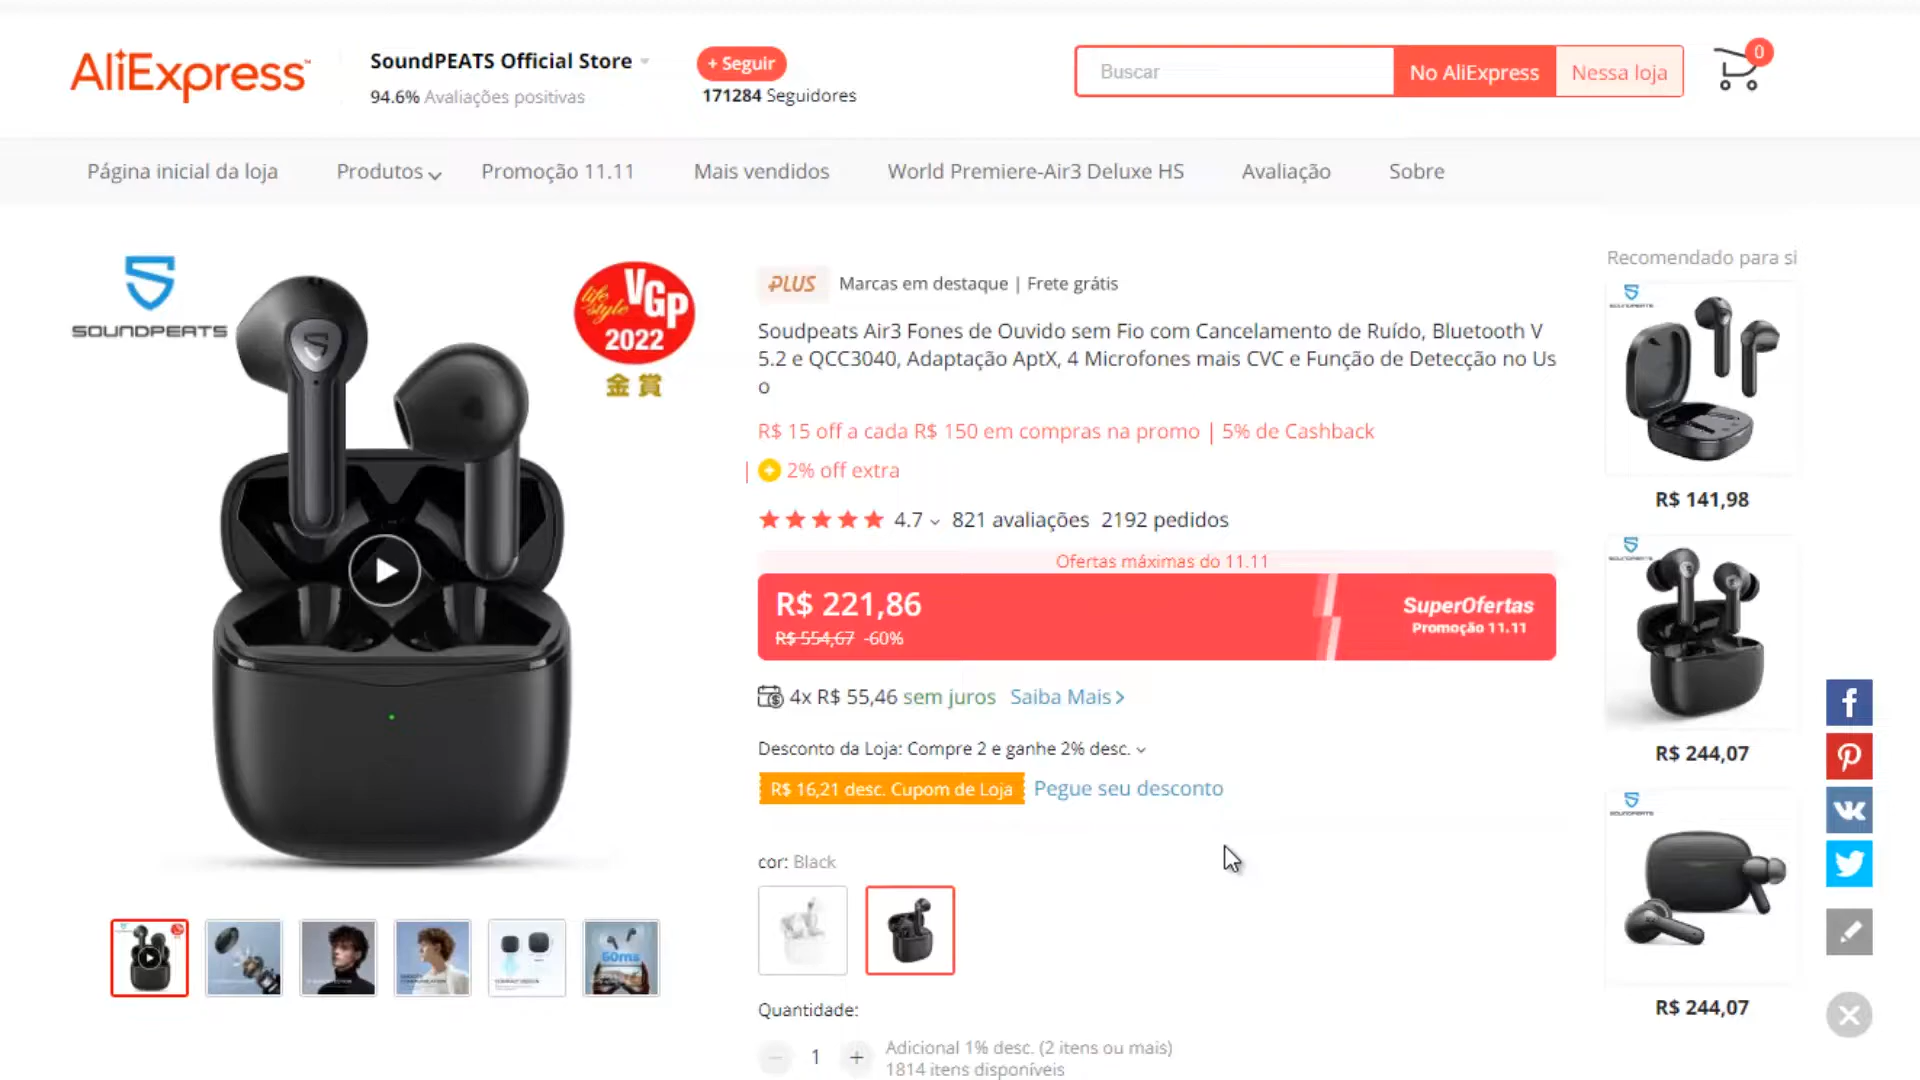 AliExpress
SoundPEATS Official Store
94.6% Avaliações positivas
+ Seguir
171284 Seguidores
Buscar
No AliExpress
Nessa loja
0
Página inicial da loja
Produtos
Promoção 11.11
Mais vendidos
World Premiere-Air3 Deluxe HS
Avaliação
Sobre
SOUNDPEATS
life style VGP
2022
金賞
PLUS
Marcas em destaque | Frete grátis
Soudpeats Air3 Fones de Ouvido sem Fio com Cancelamento de Ruído, Bluetooth V
5.2 e QCC3040, Adaptação AptX, 4 Microfones mais CVC e Função de Detecção no Us
o
R$ 15 off a cada R$ 150 em compras na promo | 5% de Cashback
| 2% off extra
4.7 821 avaliações 2192 pedidos
Ofertas máximas do 11.11
R$ 221,86
R$ 554,67 -60%
SuperOfertas
Promoção 11.11
4x R$ 55,46 sem juros Saiba Mais
Desconto da Loja: Compre 2 e ganhe 2% desc.
R$ 16,21 desc. Cupom de Loja
Pegue seu desconto
cor: Black
Quantidade:
1
Adicional 1% desc. (2 itens ou mais)
1814 itens disponíveis
60ms
Recomendado para si
SOUNDPEATS
R$ 141,98
SOUNDPEATS
R$ 244,07
SOUNDPEATS
R$ 244,07